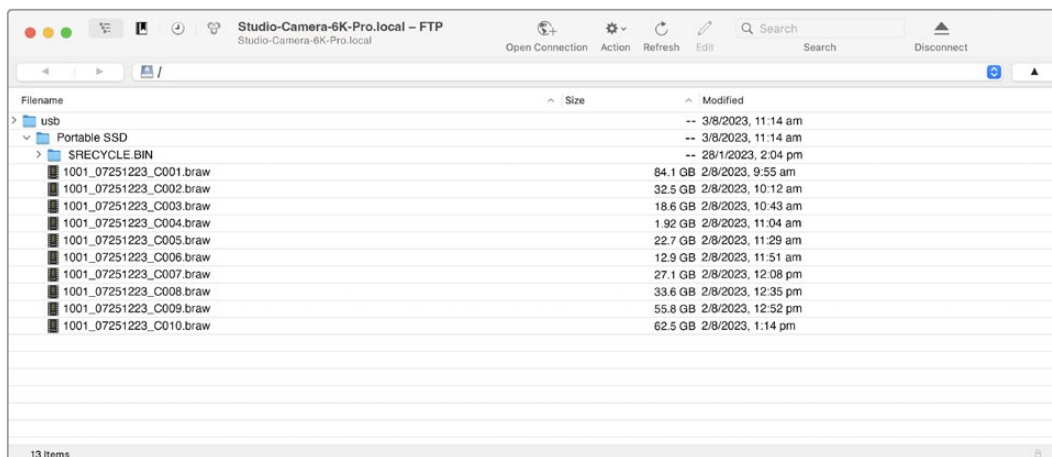 Studio-Camera-6K-Pro.local – FTP
Studio-Camera-6K-Pro.local
Open Connection Action Refresh Edit Search Disconnect
Search
/
Filename Size Modified
usb -- 3/8/2023, 11:14 am
Portable SSD -- 3/8/2023, 11:14 am
$RECYCLE.BIN -- 28/1/2023, 2:04 pm
1001_07251223_C001.braw 84.1 GB 2/8/2023, 9:55 am
1001_07251223_C002.braw 32.5 GB 2/8/2023, 10:12 am
1001_07251223_C003.braw 18.6 GB 2/8/2023, 10:43 am
1001_07251223_C004.braw 1.92 GB 2/8/2023, 11:04 am
1001_07251223_C005.braw 22.7 GB 2/8/2023, 11:29 am
1001_07251223_C006.braw 12.9 GB 2/8/2023, 11:51 am
1001_07251223_C007.braw 27.1 GB 2/8/2023, 12:08 pm
1001_07251223_C008.braw 33.6 GB 2/8/2023, 12:35 pm
1001_07251223_C009.braw 55.8 GB 2/8/2023, 12:52 pm
1001_07251223_C010.braw 62.5 GB 2/8/2023, 1:14 pm
13 Items